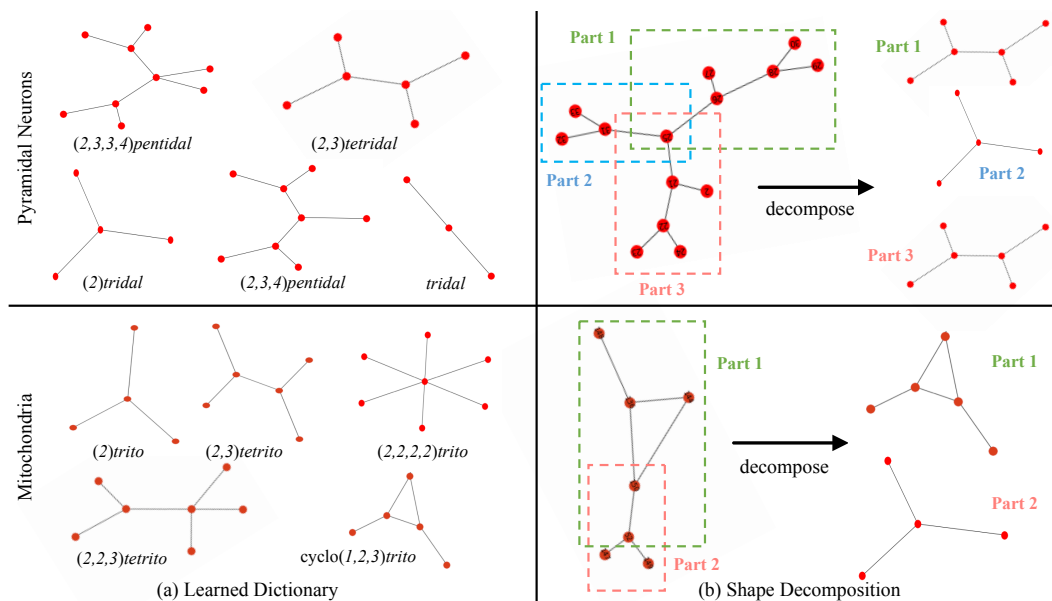 Pyramidal Neurons
(2,3,3,4)pentidal
(2,3)tetridal
(2)tridal
(2,3,4)pentidal
tridal
Part 1
Part 2
Part 3
decompose
Part 1
Part 2
Part 3
Mitochondria
(2)trito
(2,3)tetrito
(2,2,2,2)trito
(2,2,3)tetrito
cyclo(1,2,3)trito
Part 1
Part 2
decompose
Part 1
Part 2
(a) Learned Dictionary
(b) Shape Decomposition